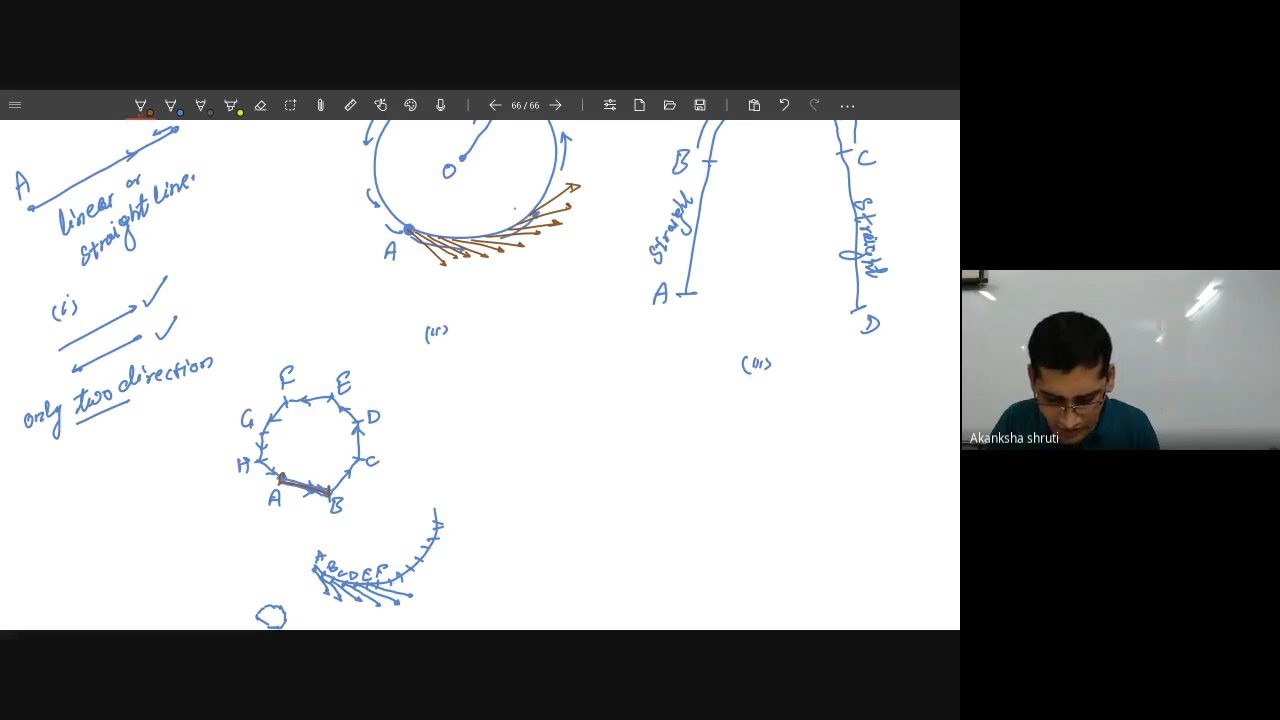 66 / 66
A
linear or
straight line.
(i)
only two direction
O
A
(ii)
B
C
straight
straight
A
D
(iii)
F
E
G
D
H
C
A
B
A
B
C
D
E
F
Akanksha shruti